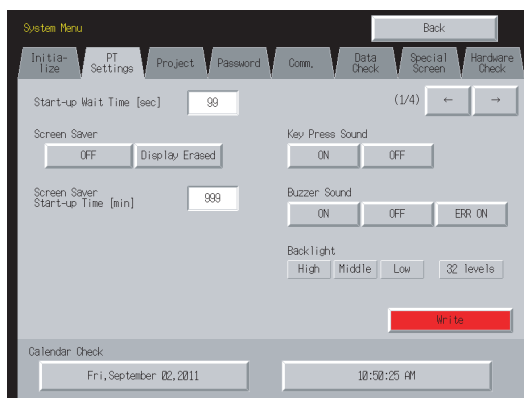 System Menu
Back
Initia-
lize
PT
Settings
Project
Password
Comm.
Data
Check
Special
Screen
Hardware
Check
Start-up Wait Time [sec]
99
(1/4)
←
→
Screen Saver
OFF
Display Erased
Key Press Sound
ON
OFF
Screen Saver
Start-up Time [min]
999
Buzzer Sound
ON
OFF
ERR ON
Backlight
High
Middle
Low
32 levels
Write
Calendar Check
Fri,September 02,2011
10:50:25 AM